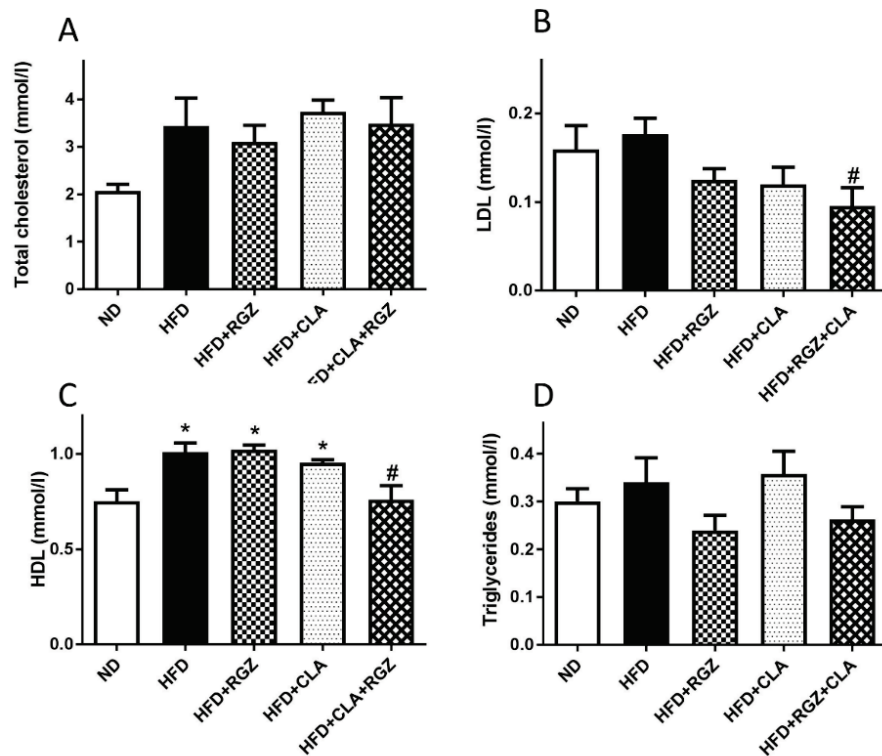 A
Total cholesterol (mmol/l)
4
3
2
1
0
ND
HFD
HFD+RGZ
HFD+CLA
FD+CLA+RGZ
B
LDL (mmol/l)
0.2
0.1
0.0
#
ND
HFD
HFD+RGZ
HFD+CLA
HFD+RGZ+CLA
C
HDL (mmol/l)
1.0
0.5
0.0
* * * #
ND
HFD
HFD+RGZ
HFD+CLA
HFD+CLA+RGZ
D
Triglycerides (mmol/l)
0.4
0.3
0.2
0.1
0.0
ND
HFD
HFD+RGZ
HFD+CLA
HFD+RGZ+CLA